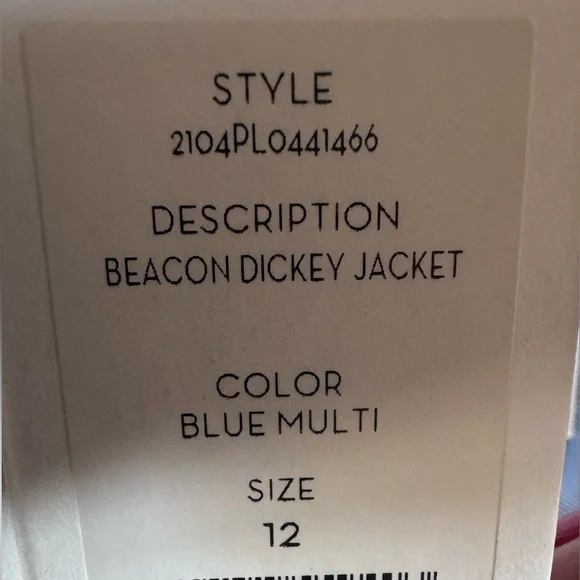 STYLE
2104PL0441466
DESCRIPTION
BEACON DICKEY JACKET
COLOR
BLUE MULTI
SIZE
12